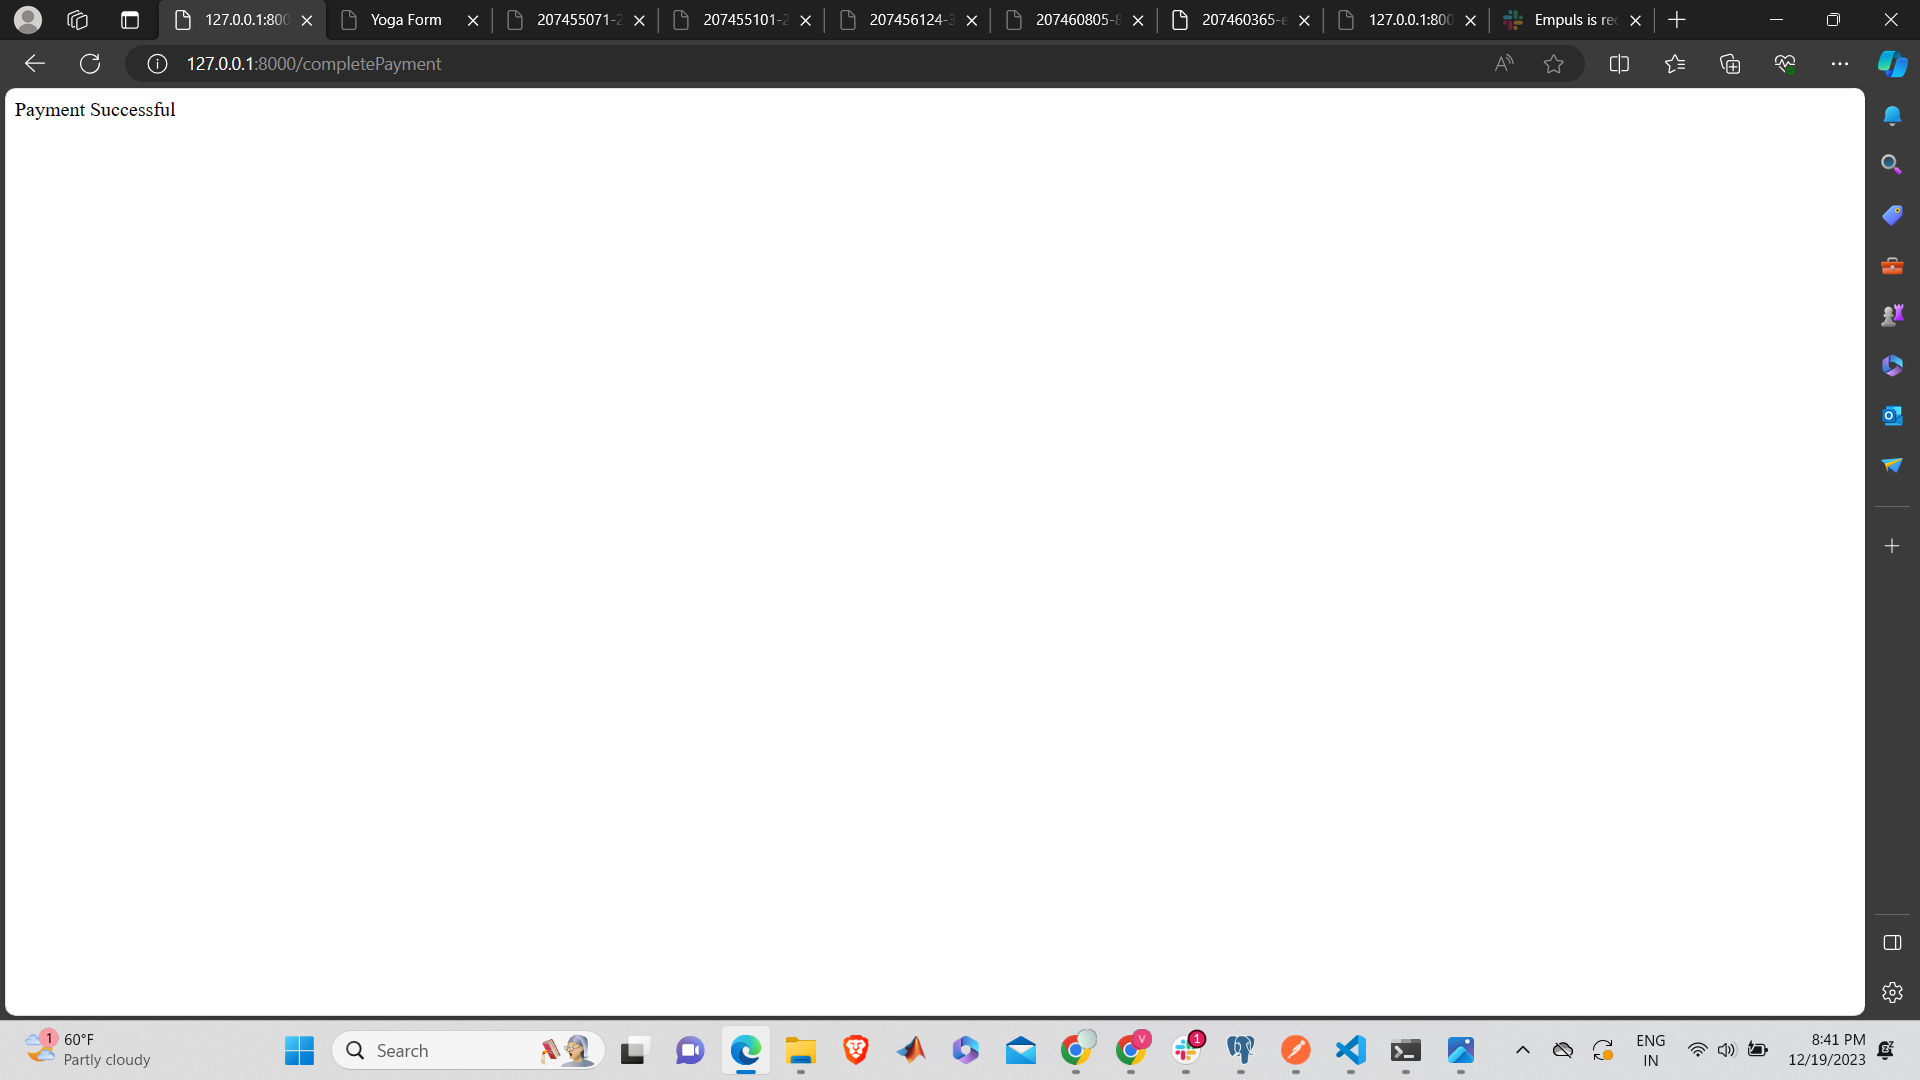 127.0.0.1:800
Yoga Form
207455071-2
207455101-2
207456124-3
207460805-8
207460365-e
127.0.0.1:800
Empuls is rec
127.0.0.1:8000/completePayment
Payment Successful
1
60°F
Partly cloudy
Search
V
1
ENG
IN
8:41 PM
12/19/2023